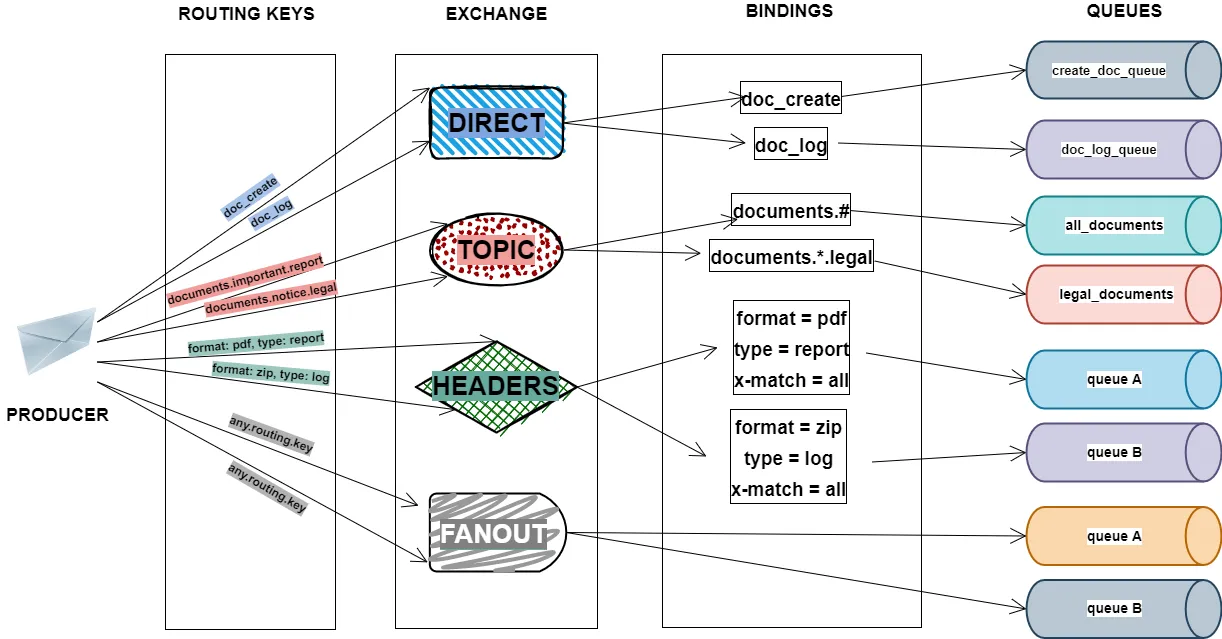 ROUTING KEYS
EXCHANGE
BINDINGS
QUEUES
PRODUCER
doc_create
doc_log
documents.important.report
documents.notice.legal
format: pdf, type: report
format: zip, type: log
any.routing.key
any.routing.key
DIRECT
TOPIC
HEADERS
FANOUT
doc_create
doc_log
documents.#
documents.*.legal
format = pdf
type = report
x-match = all
format = zip
type = log
x-match = all
create_doc_queue
doc_log_queue
all_documents
legal_documents
queue A
queue B
queue A
queue B